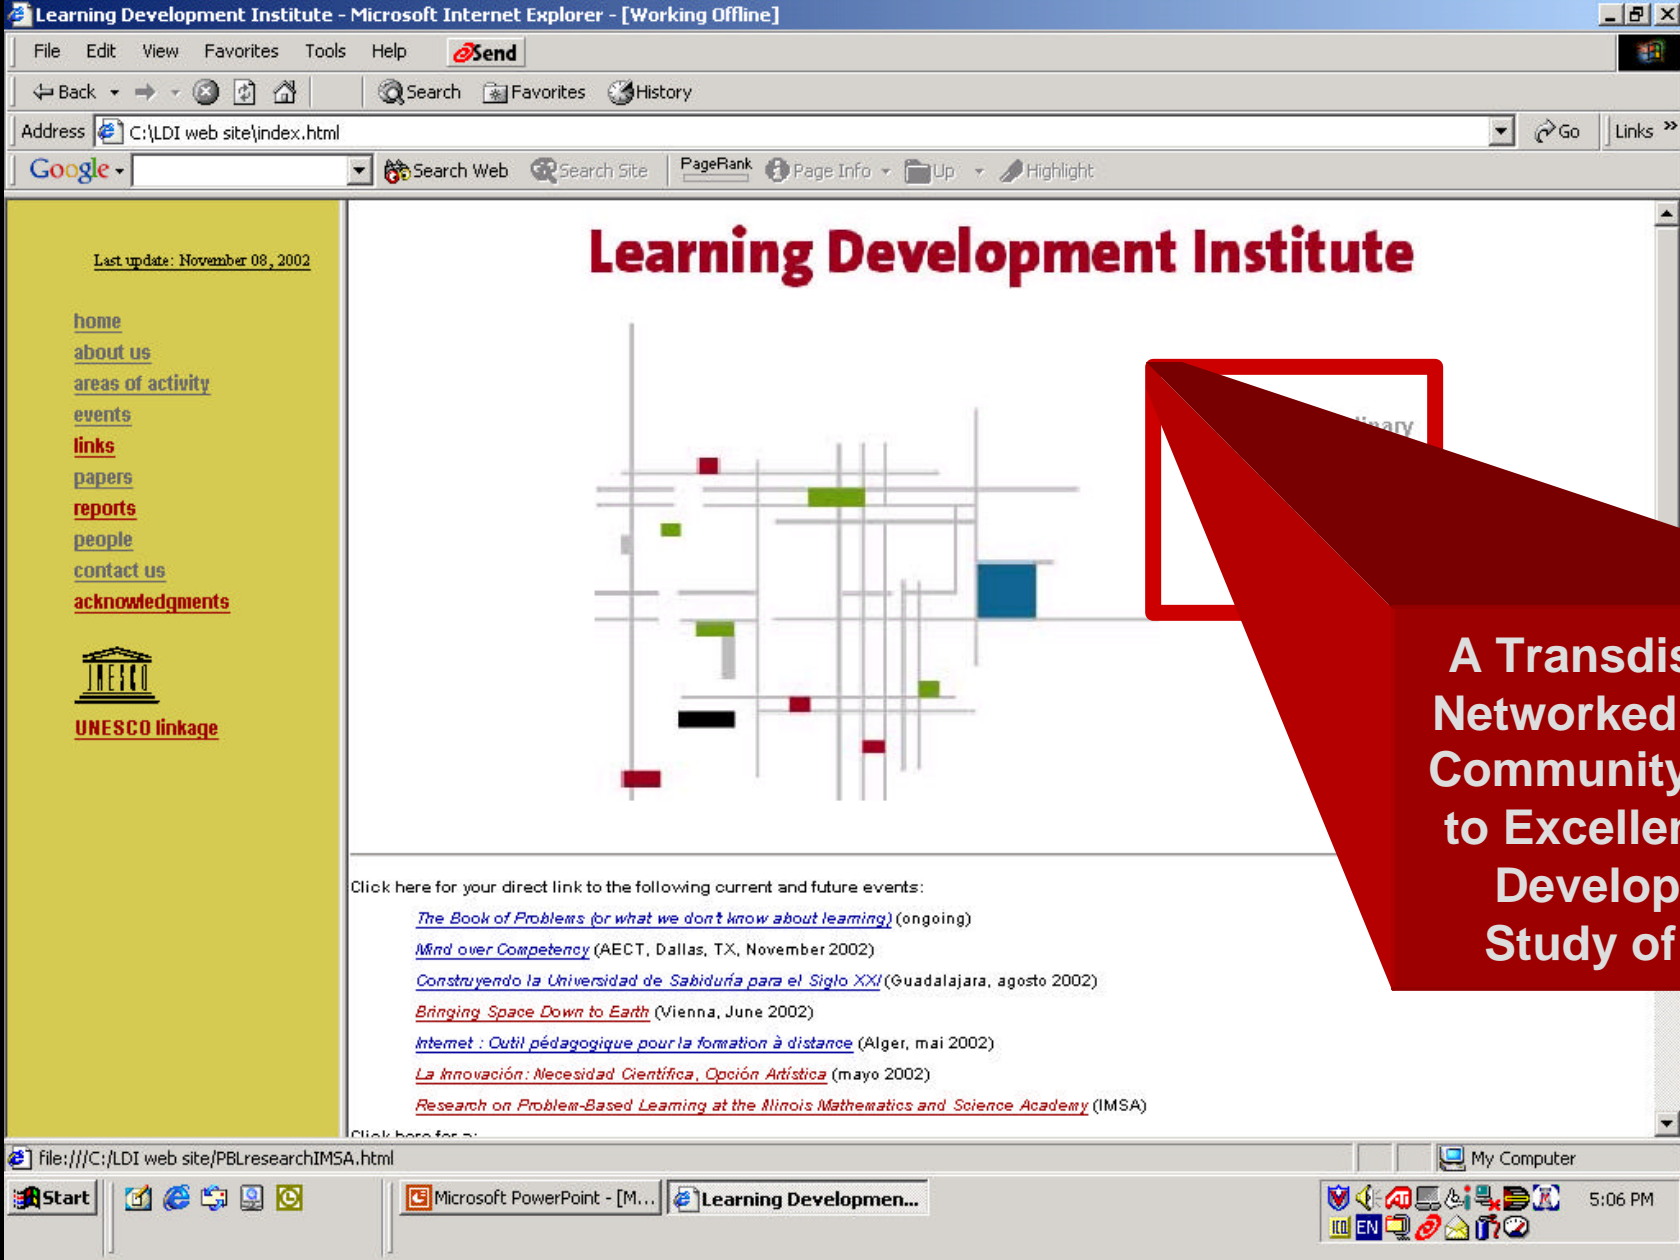 Learning Development Institute - Microsoft Internet Explorer - [Working Offline]
File Edit View Favorites Tools Help Send
Back Search Favorites History
Address C:\LDI web site\index.html Go Links »
Google Search Web Search Site PageRank Page Info Up Highlight
Last update: November 08, 2002
home
about us
areas of activity
events
links
papers
reports
people
contact us
acknowledgments
UNESCO
UNESCO linkage
Learning Development Institute
A Transdis
Networked
Community
to Excellen
Develop
Study of
Click here for your direct link to the following current and future events:
The Book of Problems (or what we don't know about learning) (ongoing)
Mind over Competency (AECT, Dallas, TX, November 2002)
Construyendo la Universidad de Sabiduría para el Siglo XXI (Guadalajara, agosto 2002)
Bringing Space Down to Earth (Vienna, June 2002)
Internet : Outil pédagogique pour la formation à distance (Alger, mai 2002)
La Innovación: Necesidad Científica, Opción Artística (mayo 2002)
Research on Problem-Based Learning at the Illinois Mathematics and Science Academy (IMSA)
Click here for a:
file:///C:/LDI web site/PBLresearchIMSA.html My Computer
Start Microsoft PowerPoint - [M... Learning Developmen... 5:06 PM
EN